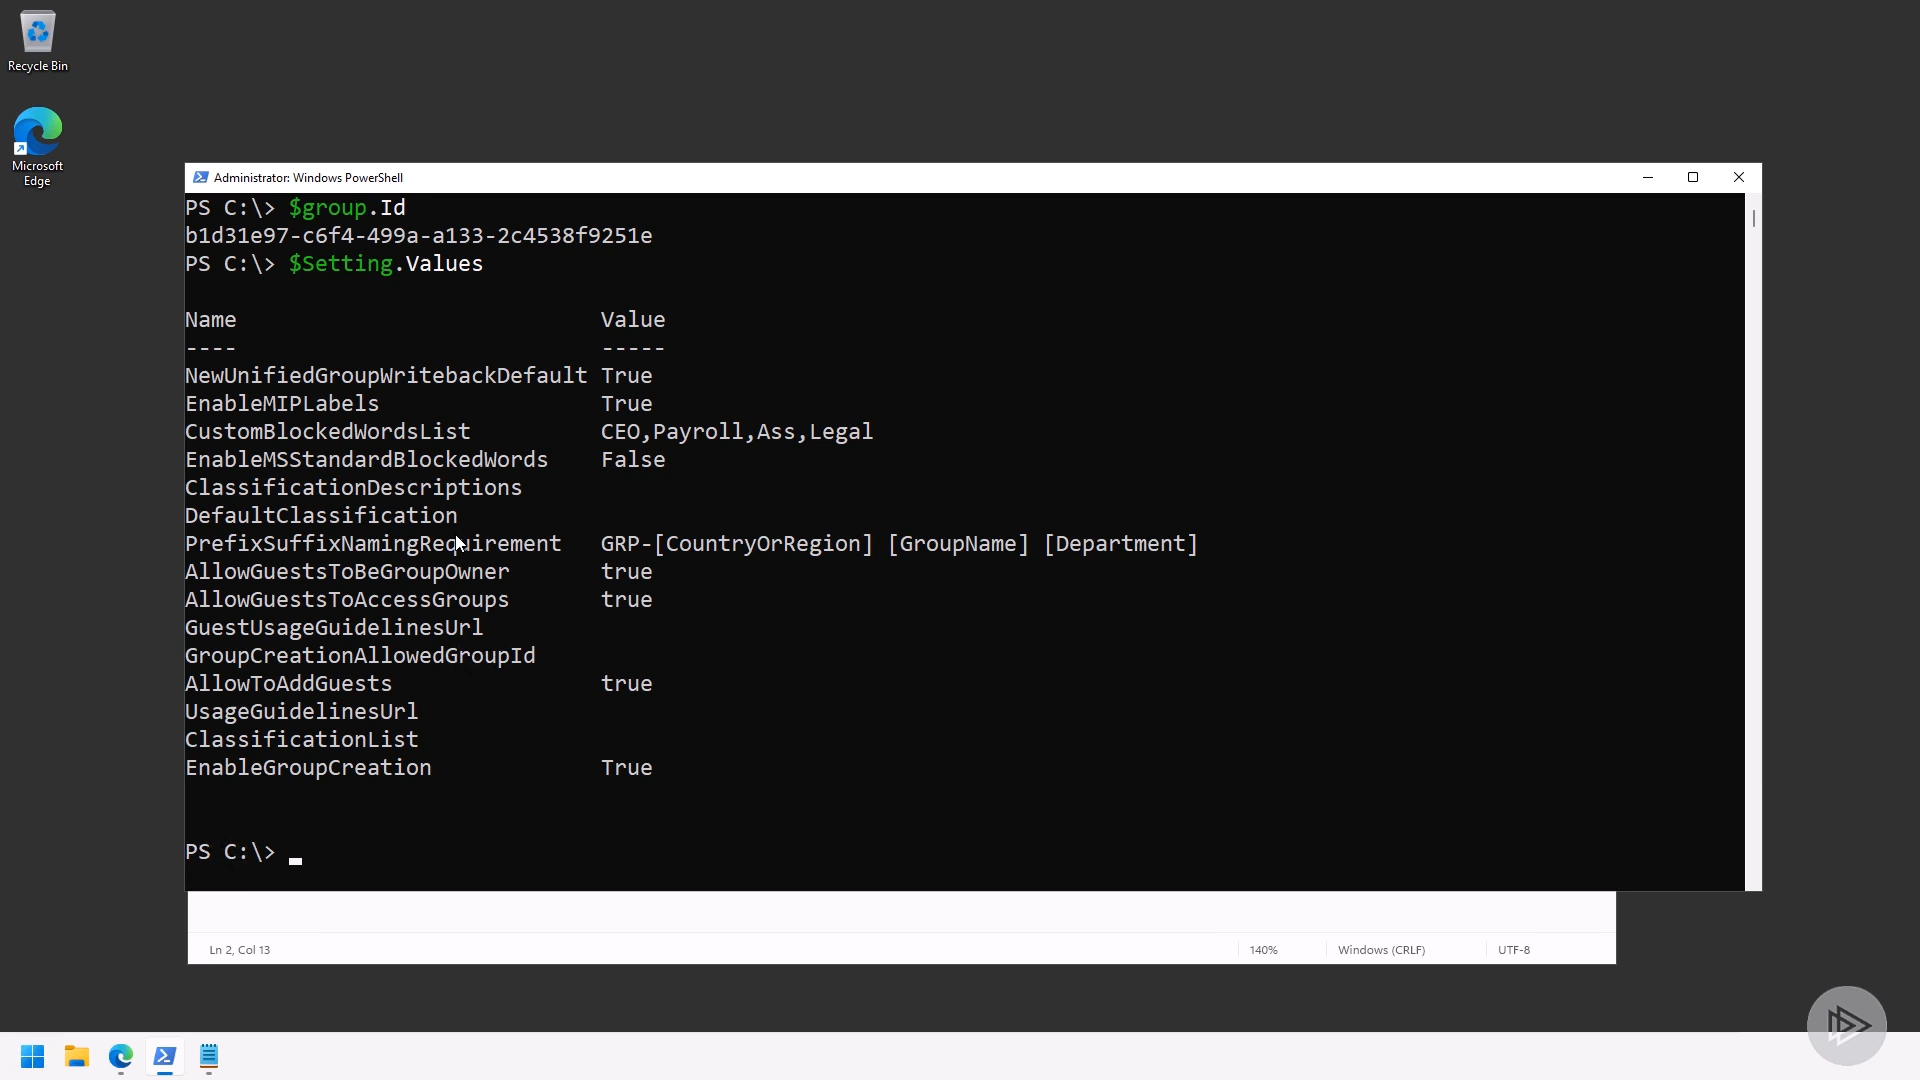 Recycle Bin
Microsoft
Edge
Administrator: Windows PowerShell
PS C:\> $group.Id
b1d31e97-c6f4-499a-a133-2c4538f9251e
PS C:\> $Setting.Values
Name Value
---- -----
NewUnifiedGroupWritebackDefault True
EnableMIPLabels True
CustomBlockedWordsList CEO,Payroll,Ass,Legal
EnableMSStandardBlockedWords False
ClassificationDescriptions
DefaultClassification
PrefixSuffixNamingRequirement GRP-[CountryOrRegion] [GroupName] [Department]
AllowGuestsToBeGroupOwner true
AllowGuestsToAccessGroups true
GuestUsageGuidelinesUrl
GroupCreationAllowedGroupId
AllowToAddGuests true
UsageGuidelinesUrl
ClassificationList
EnableGroupCreation True
PS C:\>
Ln 2, Col 13 140% Windows (CRLF) UTF-8